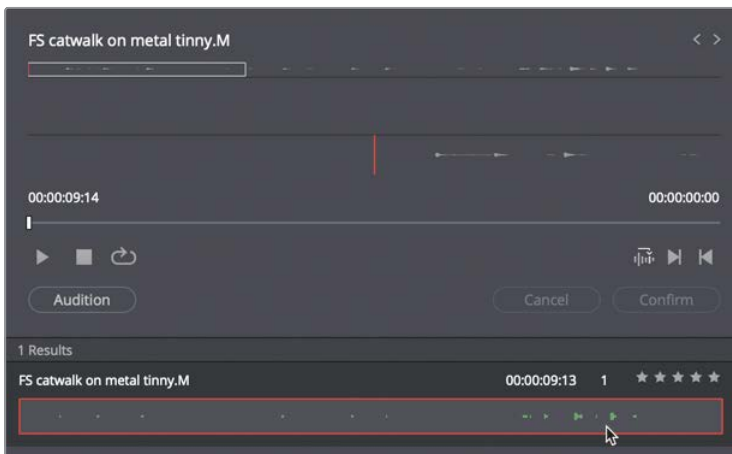 FS catwalk on metal tinny.M
00:00:09:14 00:00:00:00
Audition Cancel Confirm
1 Results
FS catwalk on metal tinny.M 00:00:09:13 1